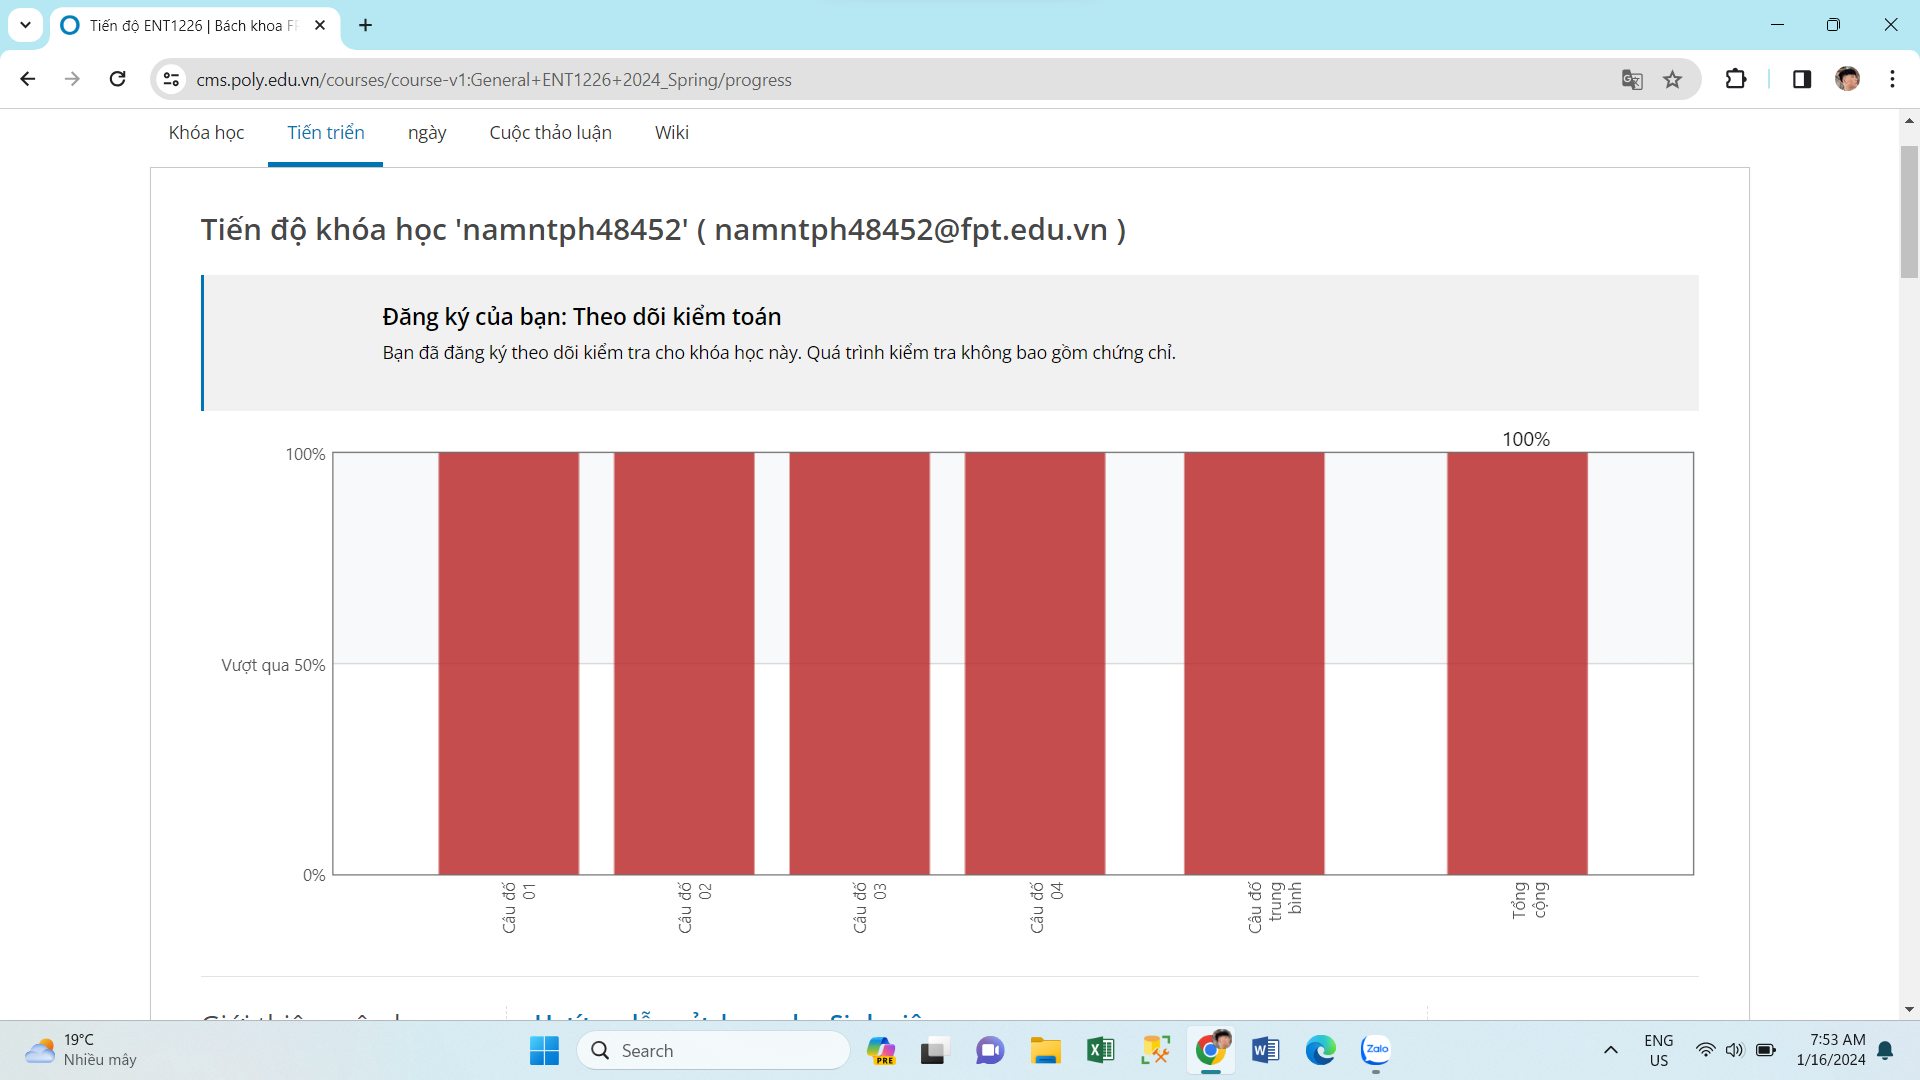 Tiến độ ENT1226 | Bách khoa FP
cms.poly.edu.vn/courses/course-v1:General+ENT1226+2024_Spring/progress
Khóa học
Tiến triển
ngày
Cuộc thảo luận
Wiki
Tiến độ khóa học 'namntph48452' ( namntph48452@fpt.edu.vn )
Đăng ký của bạn: Theo dõi kiểm toán
Bạn đã đăng ký theo dõi kiểm tra cho khóa học này. Quá trình kiểm tra không bao gồm chứng chỉ.
100%
100%
Vượt qua 50%
0%
Câu đố
01
Câu đố
02
Câu đố
03
Câu đố
04
Câu đố
trung
bình
Tổng
cộng
19°C
Nhiều mây
Search
PRE
Zalo
ENG
US
7:53 AM
1/16/2024